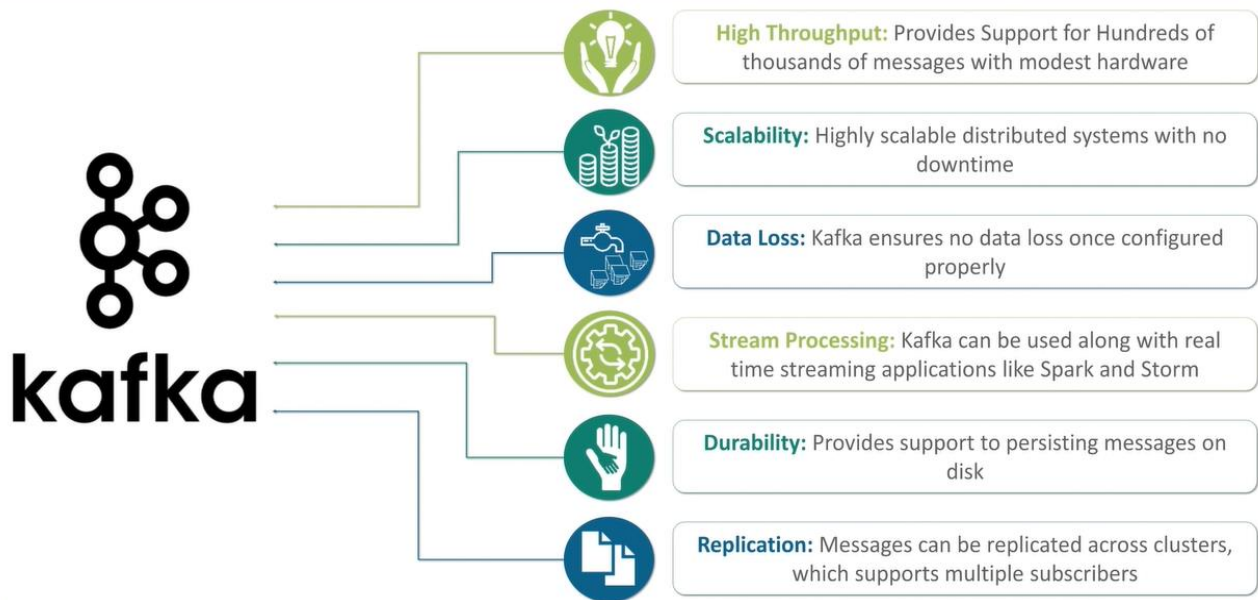 kafka
High Throughput: Provides Support for Hundreds of
thousands of messages with modest hardware
Scalability: Highly scalable distributed systems with no
downtime
Data Loss: Kafka ensures no data loss once configured
properly
Stream Processing: Kafka can be used along with real
time streaming applications like Spark and Storm
Durability: Provides support to persisting messages on
disk
Replication: Messages can be replicated across clusters,
which supports multiple subscribers